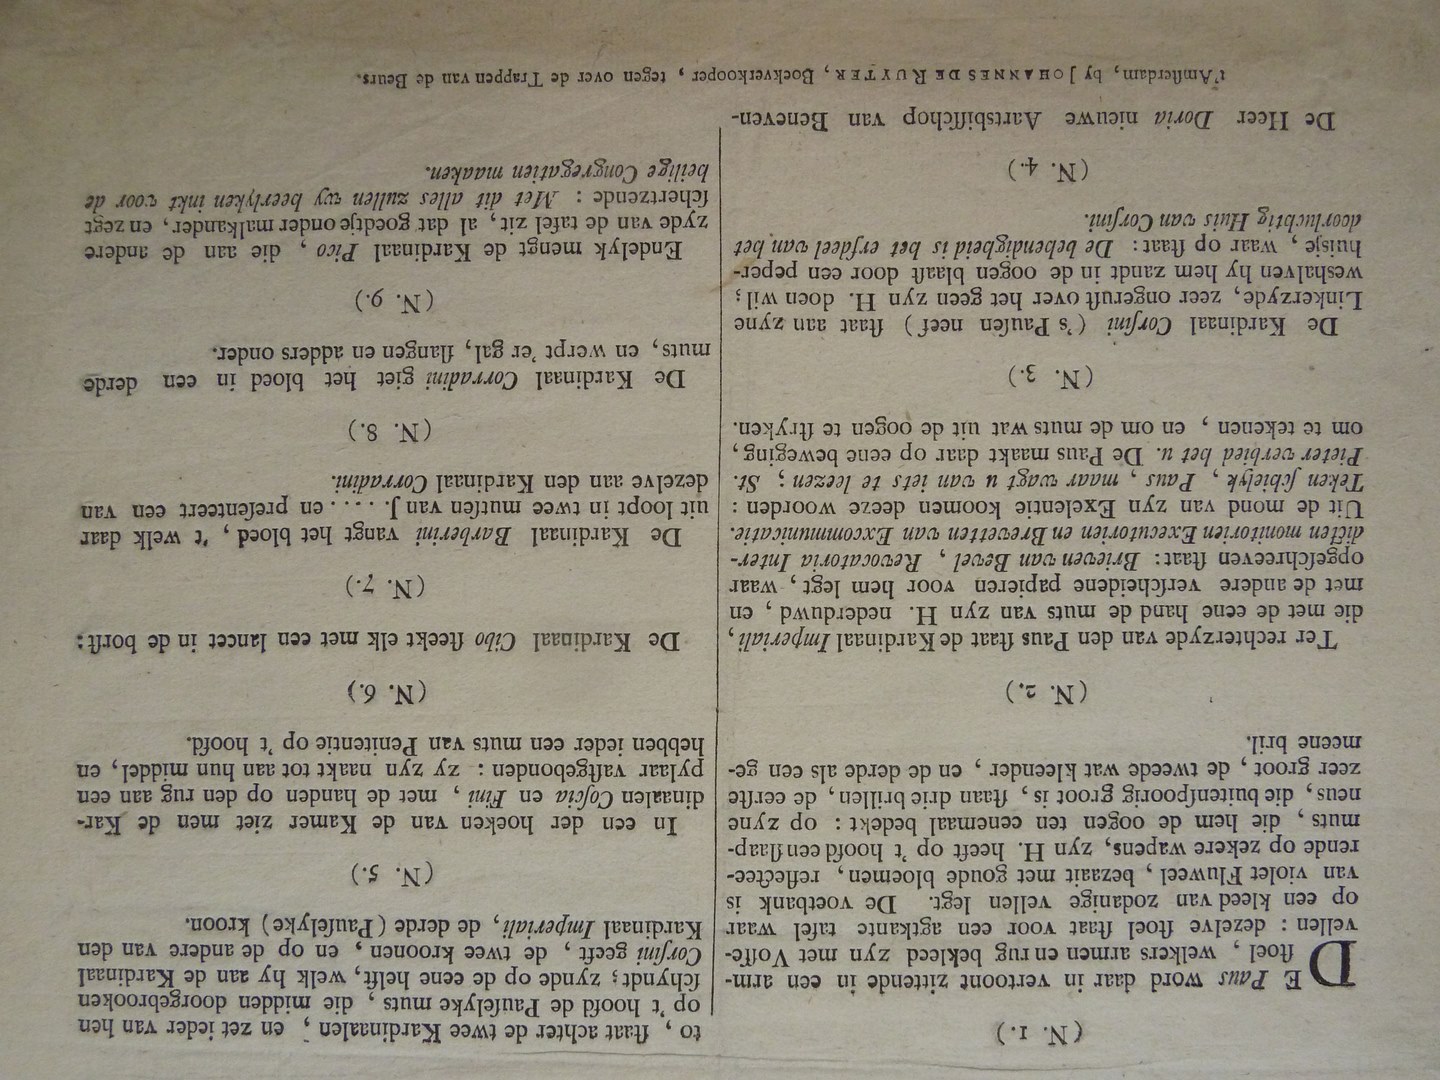 (N. 1.)
DE Paus word daar in vertoont zittende in een arm-
ſtoel, welkers armen en rug bekleed zyn met Voſſe-
vellen: dezelve ſtoel ſtaat voor een agtkante tafel waar
op een kleed van zodanige vellen legt. De voetbank is
van violet Fluweel, bezaait met goude bloemen, reflectee-
rende op zekere wapens, zyn H. heeft op 't hoofd een ſlaap-
muts, die hem de oogen ten eenemaal bedekt: op zyne
neus, die buitenſpoorig groot is, ſtaan drie brillen, de eerſte
zeer groot, de tweede wat kleender, en de derde als een ge-
meene bril.
(N. 2.)
Ter rechterzyde van den Paus ſtaat de Kardinaal Imperiali,
die met de eene hand de muts van zyn H. nederduwd, en
met de andere verſcheidene papieren voor hem legt, waar
opgeſchreeven ſtaat: Brieven van Bevel, Revocatoria Inter-
dicten monitorien Executorien en Brevetten van Excommunicatie.
Uit de mond van zyn Exelentie koomen deeze woorden:
Teken ſchielyk, Paus, maar wagt u van iets te leezen; St.
Pieter verbied het u. De Paus maakt daar op eene beweging,
om te tekenen, en om de muts wat uit de oogen te ſtryken.
(N. 3.)
De Kardinaal Corſini ('s Pauſen neef) ſtaat aan zyne
Linkerzyde, zeer ongeruſt over het geen zyn H. doen wil;
weshalven hy hem zandt in de oogen blaaſt door een peper-
huisje, waar op ſtaat: De behendigheid is het erfdeel van het
doorluchtig Huis van Corſini.
(N. 4.)
De Heer Doria nieuwe Aartsbiſſchop van Beneven-
to, ſtaat achter de twee Kardinaalen, en zet ieder van hen
op 't hoofd de Pauſelyke muts, die midden doorgebrooken
ſchyndt; zynde op de eene helft, welk hy aan de Kardinaal
Corſini geeft, de twee kroonen, en op de andere van den
Kardinaal Imperiali, de derde (Pauſelyke) kroon.
(N. 5.)
In een der hoeken van de Kamer ziet men de Kar-
dinaalen Coſcia en Fini, met de handen op den rug aan een
pylaar vaſtgebonden: zy zyn naakt tot aan hun middel, en
hebben ieder een muts van Penitentie op 't hoofd.
(N. 6.)
De Kardinaal Cibo ſteekt elk met een lancet in de borſt:
(N. 7.)
De Kardinaal Barberini vangt het bloed, 't welk daar
uit loopt in twee mutſen van J. . . . . en preſenteert een van
dezelve aan den Kardinaal Corradini.
(N. 8.)
De Kardinaal Corradini giet het bloed in een derde
muts, en werpt 'er gal, ſlangen en adders onder.
(N. 9.)
Endelyk mengt de Kardinaal Pico, die aan de andere
zyde van de tafel zit, al dat goedtje onder malkander, en zegt
ſchertzende: Met dit alles zullen wy heerlyken inkt voor de
heilige Congregatien maaken.
t'Amſterdam, by JOHANNES DE RUYTER, Boekverkooper, tegen over de Trappen van de Beurs.